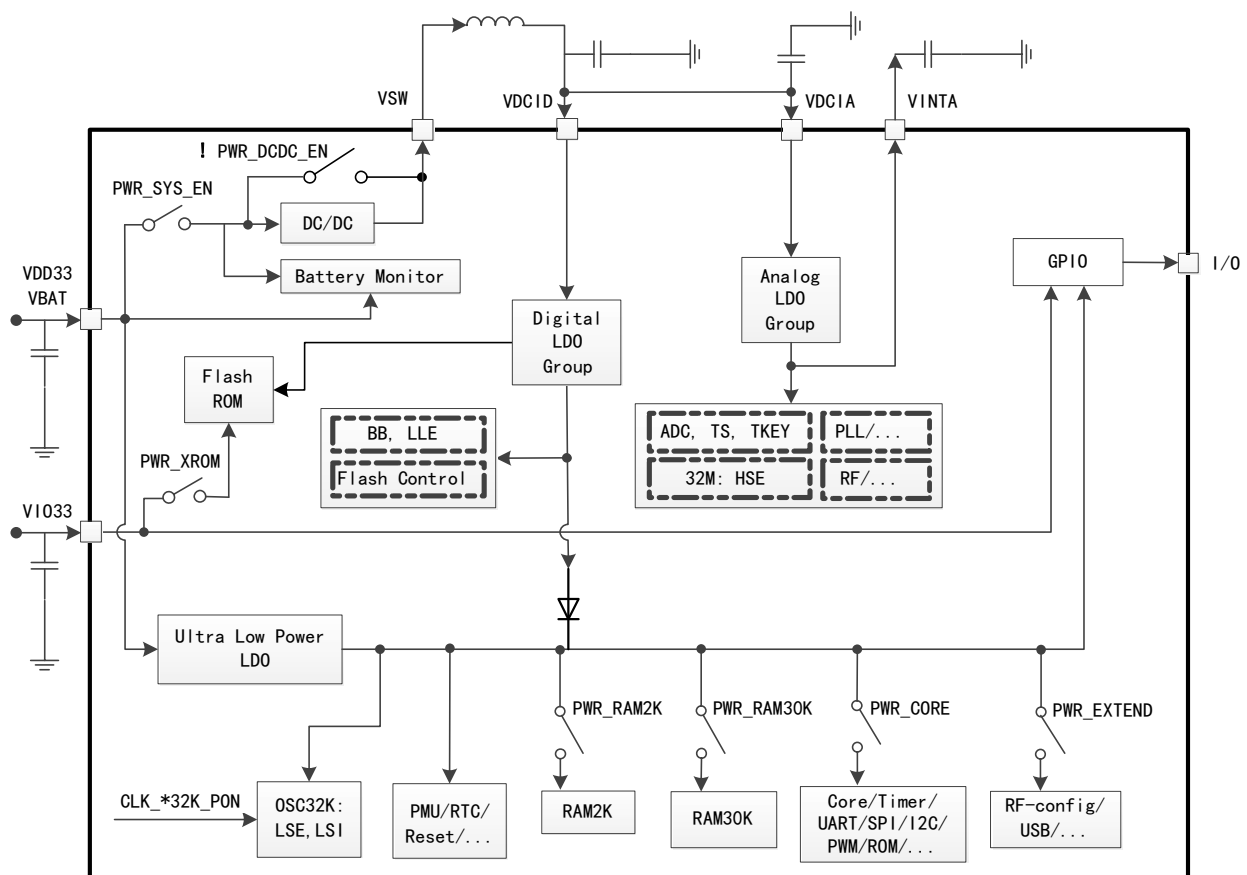 VSW
VDCID
VDCIA
VINTA
! PWR_DCDC_EN
PWR_SYS_EN
DC/DC
Battery Monitor
VDD33
VBAT
GPIO
I/O
Analog
LDO
Group
Digital
LDO
Group
Flash
ROM
BB, LLE
Flash Control
ADC, TS, TKEY
PLL/...
32M: HSE
RF/...
PWR_XROM
VIO33
Ultra Low Power
LDO
PWR_RAM2K
PWR_RAM30K
PWR_CORE
PWR_EXTEND
CLK_*32K_PON
OSC32K:
LSE, LSI
PMU/RTC/
Reset/...
RAM2K
RAM30K
Core/Timer/
UART/SPI/I2C/
PWM/ROM/...
RF-config/
USB/...